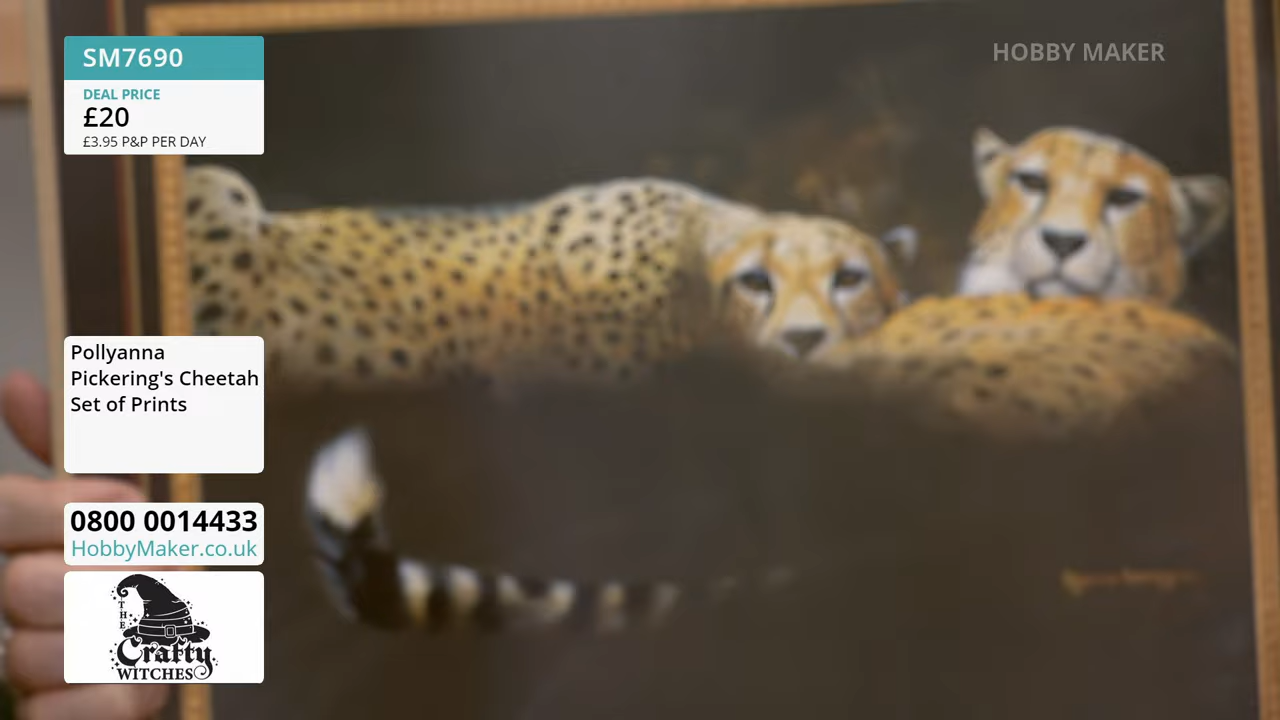 SM7690
DEAL PRICE
£20
£3.95 P&P PER DAY
HOBBY MAKER
Pollyanna
Pickering's Cheetah
Set of Prints
0800 0014433
HobbyMaker.co.uk
THE
Crafty
WITCHES